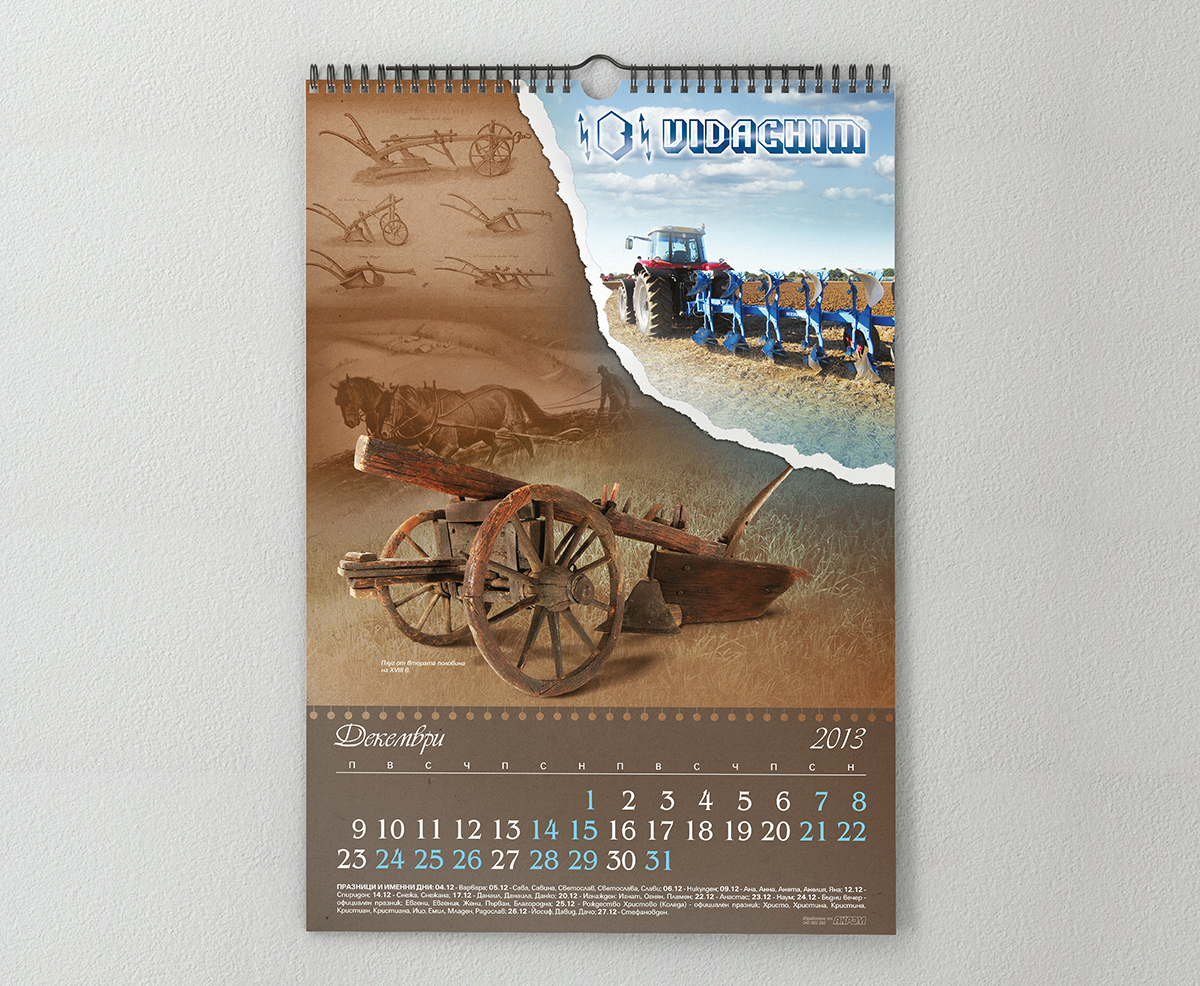 VIDACHIM
Плуг от втората половина
на XVIII в.
Декември 2013
П В С Ч П С Н П В С Ч П С Н
1 2 3 4 5 6 7 8
9 10 11 12 13 14 15 16 17 18 19 20 21 22
23 24 25 26 27 28 29 30 31
ПРАЗНИЦИ И ИМЕННИ ДНИ: 04.12 - Варвара; 05.12 - Сава, Савина, Светослав, Светослава, Слави; 06.12 - Никулден; 09.12 - Ана, Анна, Анета, Анелия, Яна; 12.12 -
Спиридон; 14.12 - Снежа, Снежана; 17.12 - Данаил, Данаила, Данко; 20.12 - Игнажден: Игнат, Огнян, Пламен; 22.12 - Анастас; 23.12 - Наум; 24.12 - Бъдни вечер -
официален празник; Евгени, Евгения, Жени, Първан, Благородна; 25.12 - Рождество Христово (Коледа) - официален празник; Христо, Христина, Кристина,
Кристиан, Кристиана, Ицо, Емил, Младен, Радослав; 26.12 - Йосиф, Давид, Дачо; 27.12 - Стефановден.
АКРЭМ